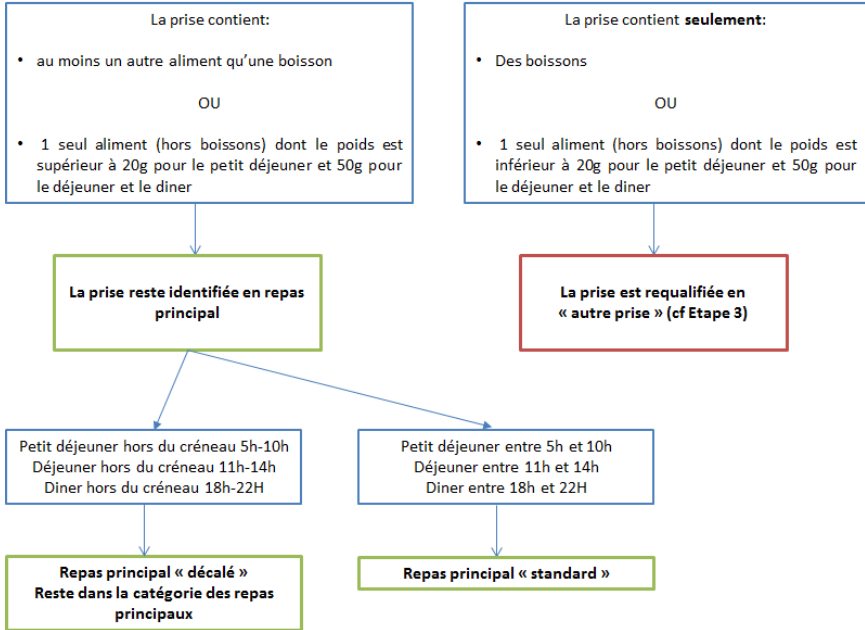 La prise contient:
• au moins un autre aliment qu'une boisson
OU
• 1 seul aliment (hors boissons) dont le poids est
supérieur à 20g pour le petit déjeuner et 50g pour
le déjeuner et le diner
La prise contient seulement:
• Des boissons
OU
• 1 seul aliment (hors boissons) dont le poids est
inférieur à 20g pour le petit déjeuner et 50g pour
le déjeuner et le diner
La prise reste identifiée en repas
principal
La prise est requalifiée en
« autre prise » (cf Etape 3)
Petit déjeuner hors du créneau 5h-10h
Déjeuner hors du créneau 11h-14h
Diner hors du créneau 18h-22H
Petit déjeuner entre 5h et 10h
Déjeuner entre 11h et 14h
Diner entre 18h et 22H
Repas principal « décalé »
Reste dans la catégorie des repas
principaux
Repas principal « standard »